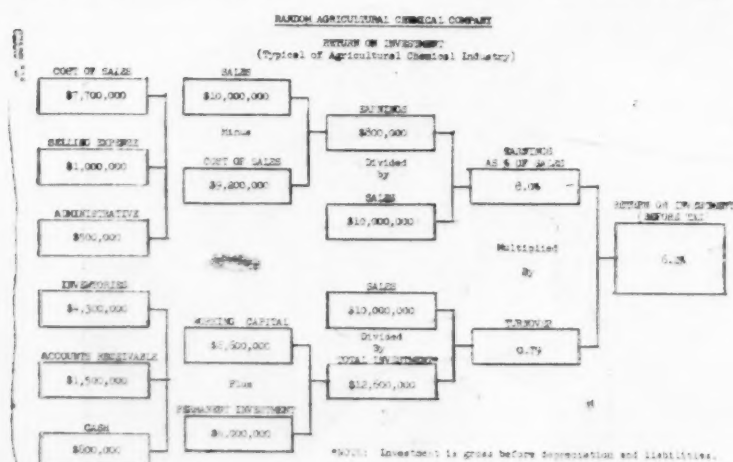 RANDOM AGRICULTURAL CHEMICAL COMPANY
RETURN ON INVESTMENT
(Typical of Agricultural Chemical Industry)
COST OF SALES
$7,700,000
SELLING EXPENSE
$1,000,000
ADMINISTRATIVE
$500,000
INVENTORIES
$4,300,000
ACCOUNTS RECEIVABLE
$1,500,000
CASH
$800,000
SALES
$10,000,000
Minus
COST OF SALES
$9,200,000
WORKING CAPITAL
$6,600,000
Plus
PERMANENT INVESTMENT
$6,000,000
EARNINGS
$800,000
Divided
by
SALES
$10,000,000
SALES
$10,000,000
Divided
By
TOTAL INVESTMENT*
$12,600,000
EARNINGS
AS % OF SALES
8.0%
Multiplied
By
TURNOVER
0.79
RETURN ON INVESTMENT
(BEFORE TAX)
*NOTE: Investment is gross before depreciation and liabilities.